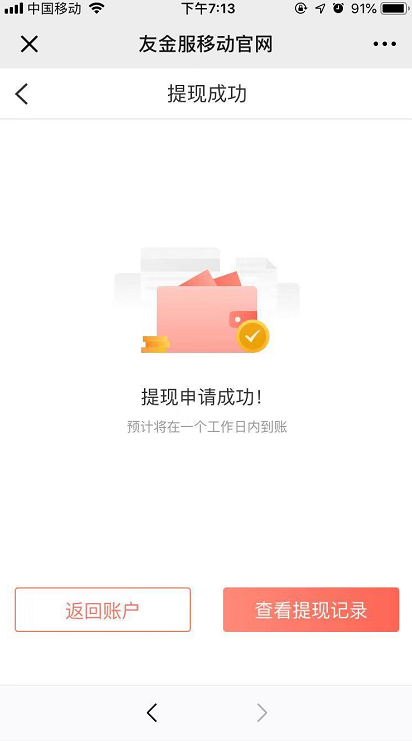 中国移动
下午7:13
91%
友金服移动官网
提现成功
提现申请成功！
预计将在一个工作日内到账
返回账户
查看提现记录